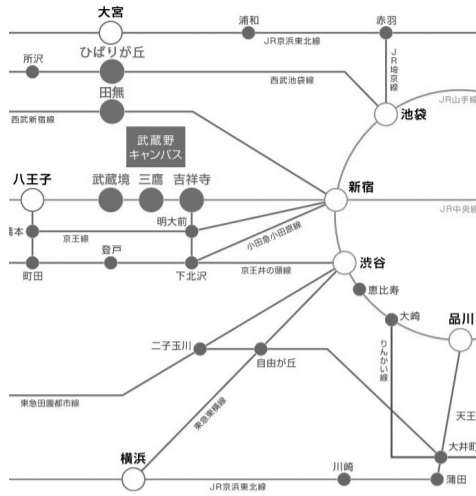 大宮
浦和
赤羽
JR京浜東北線
ひばりが丘
所沢
JR埼京線
西武池袋線
田無
池袋
JR山手線
西武新宿線
武蔵野
キャンパス
八王子
武蔵境
三鷹
吉祥寺
新宿
JR中央線
明大前
橋本
京王線
小田急小田原線
登戸
町田
下北沢
京王井の頭線
渋谷
恵比寿
大崎
品川
りんかい線
二子玉川
自由が丘
東急田園都市線
東急東横線
天王
大井町
横浜
川崎
蒲田
JR京浜東北線